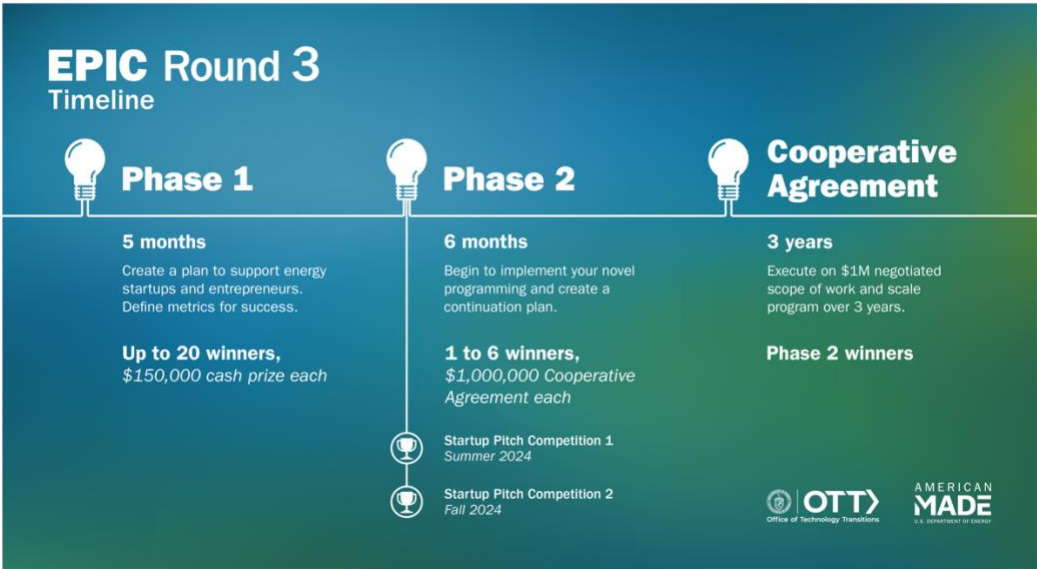 EPIC Round 3
Timeline
Phase 1
5 months
Create a plan to support energy
startups and entrepreneurs.
Define metrics for success.
Up to 20 winners,
$150,000 cash prize each
Phase 2
6 months
Begin to implement your novel
programming and create a
continuation plan.
1 to 6 winners,
$1,000,000 Cooperative
Agreement each
Startup Pitch Competition 1
Summer 2024
Startup Pitch Competition 2
Fall 2024
Cooperative
Agreement
3 years
Execute on $1M negotiated
scope of work and scale
program over 3 years.
Phase 2 winners
OTT
Office of Technology Transitions
AMERICAN
MADE
U.S. DEPARTMENT OF ENERGY